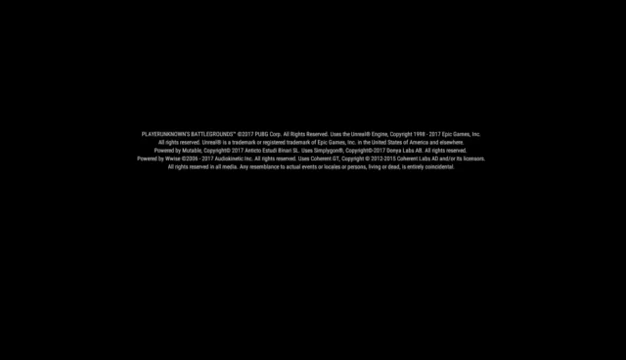 PLAYERUNKNOWN'S BATTLEGROUNDS™ ©2017 PUBG Corp. All Rights Reserved. Uses the Unreal® Engine, Copyright 1998 - 2017 Epic Games, Inc.
All rights reserved. Unreal® is a trademark or registered trademark of Epic Games, Inc. in the United States of America and elsewhere.
Powered by Mutable, Copyright© 2017 Anticto Estudi Binari SL. Uses Simplygon®, Copyright©2017 Donya Labs AB. All rights reserved.
Powered by Wwise ©2006 - 2017 Audiokinetic Inc. All rights reserved. Uses Coherent GT, Copyright © 2012-2015 Coherent Labs AD and/or its licensors.
All rights reserved in all media. Any resemblance to actual events or locales or persons, living or dead, is entirely coincidental.